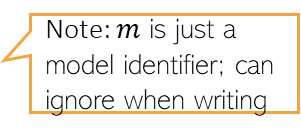 Note: 𝒎 is just a
model identifier; can
ignore when writing